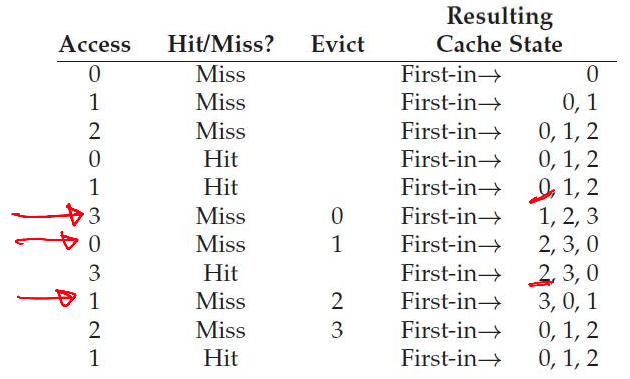 Resulting
Access Hit/Miss? Evict Cache State
0 Miss First-in→ 0
1 Miss First-in→ 0, 1
2 Miss First-in→ 0, 1, 2
0 Hit First-in→ 0, 1, 2
1 Hit First-in→ 0, 1, 2
3 Miss 0 First-in→ 1, 2, 3
0 Miss 1 First-in→ 2, 3, 0
3 Hit First-in→ 2, 3, 0
1 Miss 2 First-in→ 3, 0, 1
2 Miss 3 First-in→ 0, 1, 2
1 Hit First-in→ 0, 1, 2